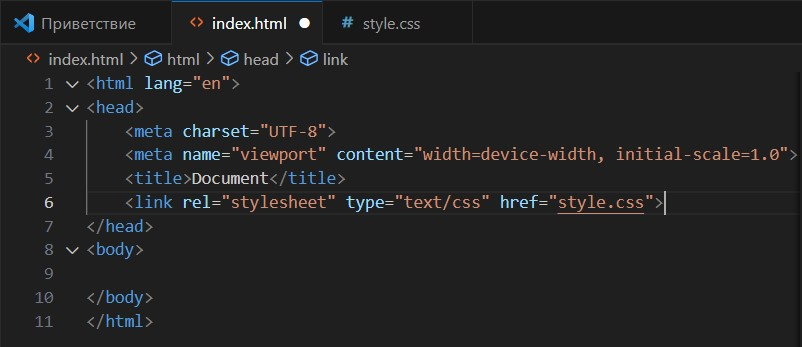 Приветствие index.html style.css
index.html > html > head > link
1 <html lang="en">
2 <head>
3 <meta charset="UTF-8">
4 <meta name="viewport" content="width=device-width, initial-scale=1.0">
5 <title>Document</title>
6 <link rel="stylesheet" type="text/css" href="style.css">
7 </head>
8 <body>
9
10 </body>
11 </html>